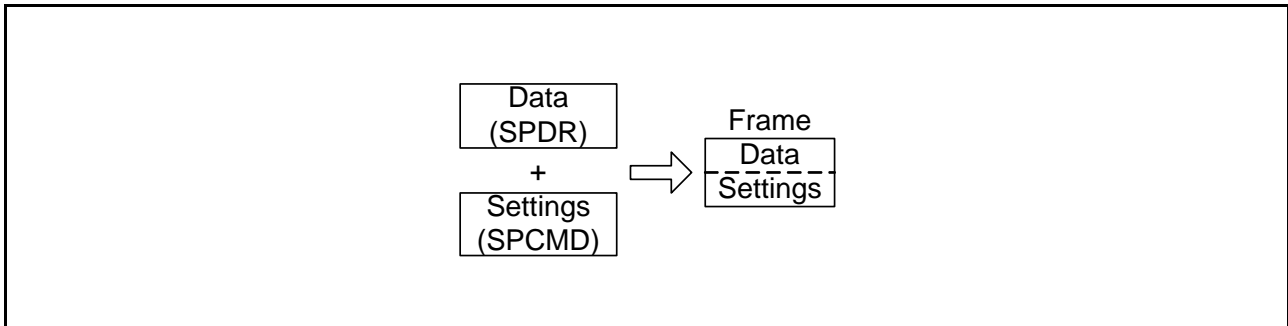 Data
(SPDR)
+
Settings
(SPCMD)
Frame
Data
Settings